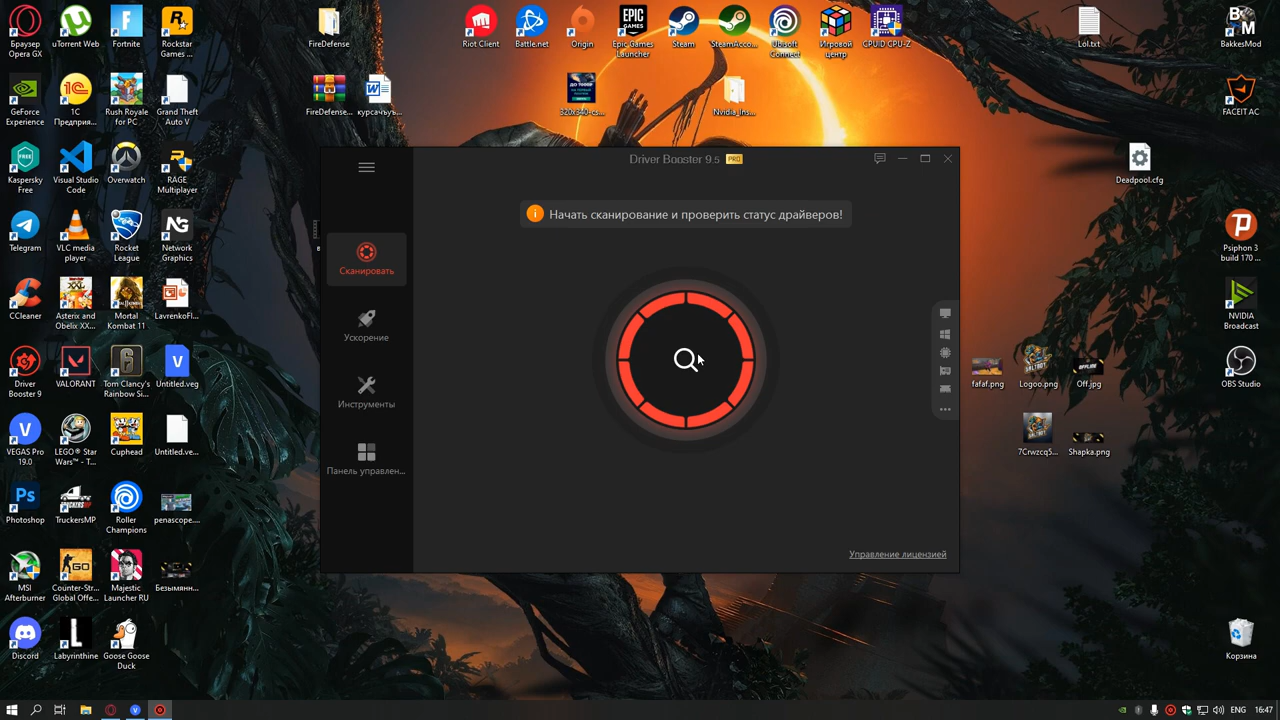 Браузер
Opera GX
uTorrent Web
Fortnite
Rockstar
Games ...
FireDefense
Riot Client
Battle.net
Origin
Epic Games
Launcher
Steam
SteamAcco...
Ubisoft
Connect
Игровой
центр
CPUID CPU-Z
Lol.txt
BakkesMod
GeForce
Experience
1С
Предприя...
Rush Royale
for PC
Grand Theft
Auto V
FireDefense...
курсачъуъ...
320x340-cs...
Nvidia_Ins...
FACEIT AC
Driver Booster 9.5 PRO
Начать сканирование и проверить статус драйверов!
Сканировать
Ускорение
Инструменты
Панель управлен...
Управление лицензией
Kaspersky
Free
Visual Studio
Code
Overwatch
RAGE
Multiplayer
Deadpool.cfg
Telegram
VLC media
player
Rocket
League
Network
Graphics
Psiphon 3
build 170 ...
CCleaner
Asterix and
Obelix XX...
Mortal
Kombat 11
LavrenkoFl...
NVIDIA
Broadcast
Driver
Booster 9
VALORANT
Tom Clancy's
Rainbow Si...
Untitled.veg
fafaf.png
Logoo.png
Off.jpg
OBS Studio
VEGAS Pro
19.0
LEGO® Star
Wars™ - T...
Cuphead
Untitled.ve...
7Crwzcq5...
Shapka.png
Photoshop
TruckersMP
Roller
Champions
penascope....
MSI
Afterburner
Counter-Str...
Global Offe...
Majestic
Launcher RU
Безымянн...
Discord
Labyrinthine
Goose Goose
Duck
Корзина
ENG
16:47